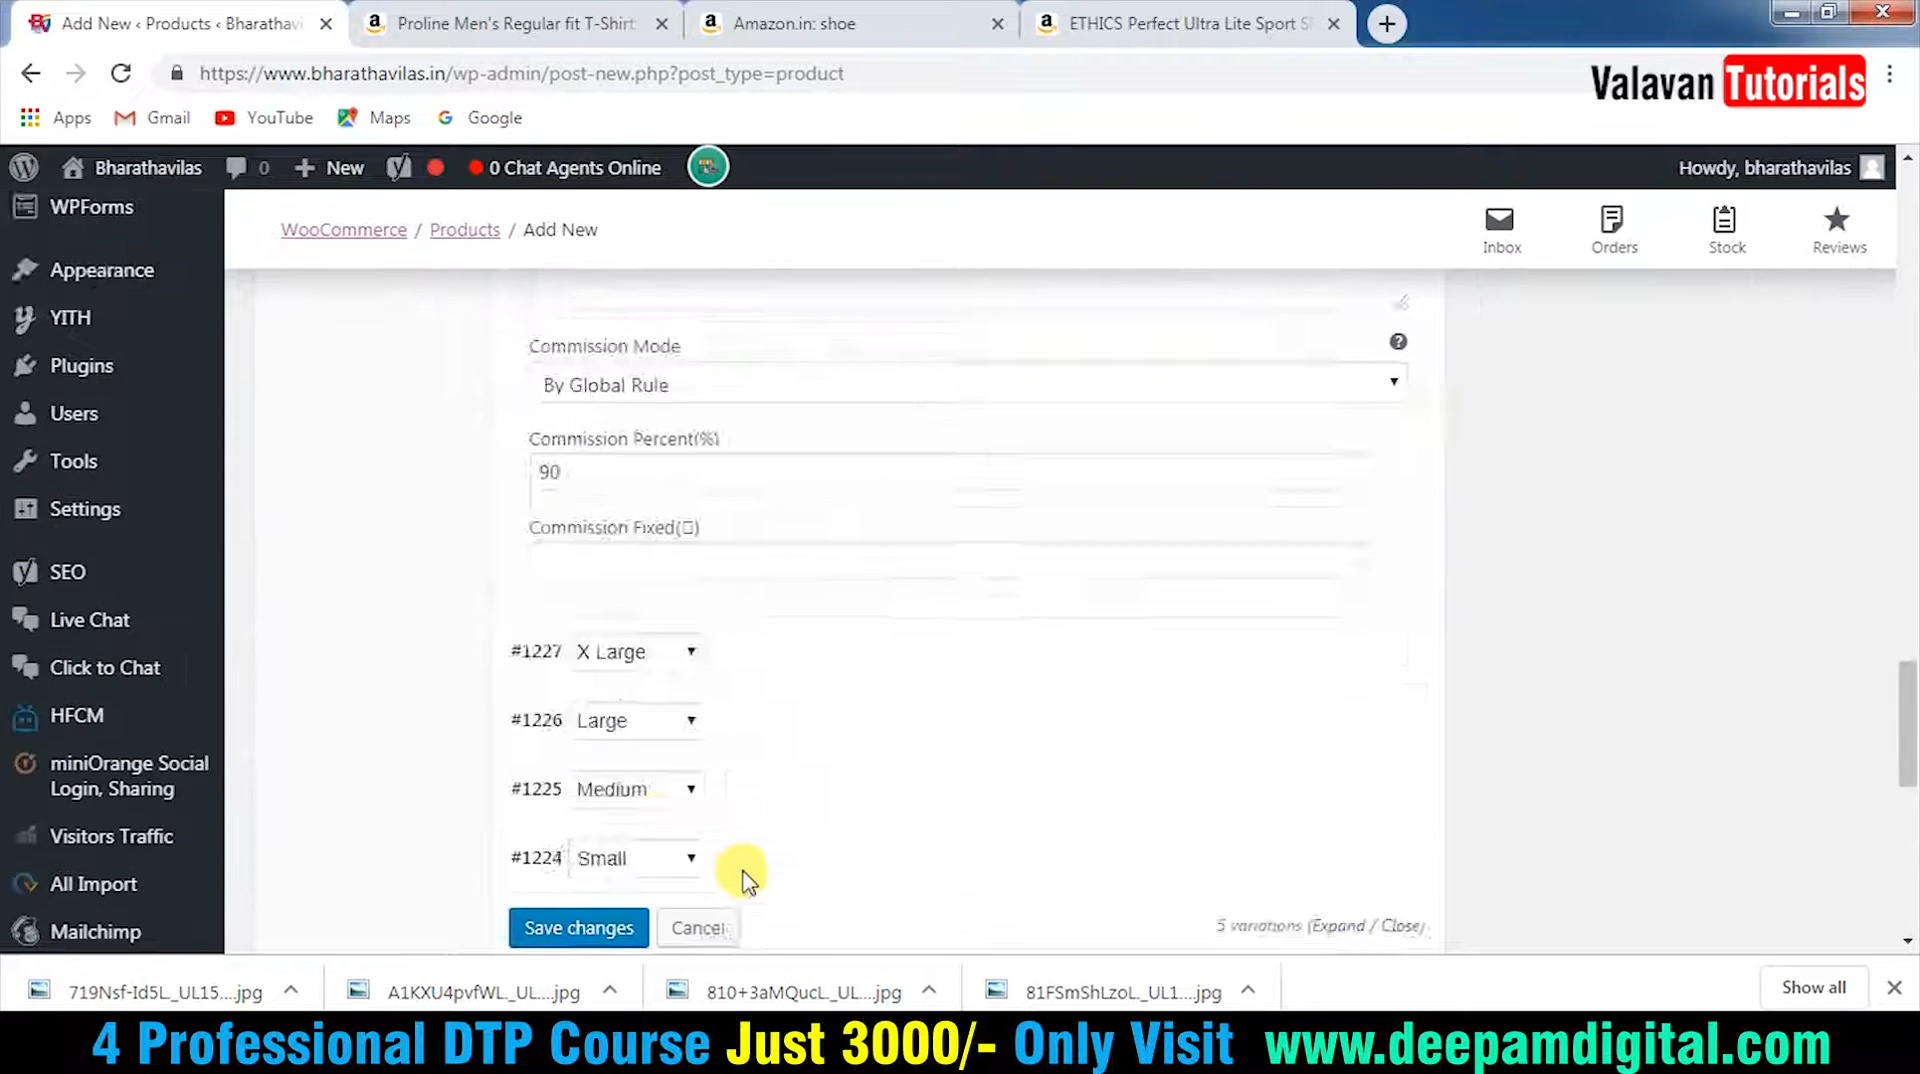 Add New ‹ Products ‹ Bharathavi
Proline Men's Regular fit T-Shirt
Amazon.in: shoe
ETHICS Perfect Ultra Lite Sport S
https://www.bharathavilas.in/wp-admin/post-new.php?post_type=product
Valavan Tutorials
Apps
Gmail
YouTube
Maps
Google
Bharathavilas
0
New
0 Chat Agents Online
Howdy, bharathavilas
WPForms
Appearance
YITH
Plugins
Users
Tools
Settings
SEO
Live Chat
Click to Chat
HFCM
miniOrange Social
Login, Sharing
Visitors Traffic
All Import
Mailchimp
WooCommerce / Products / Add New
Inbox
Orders
Stock
Reviews
Commission Mode
By Global Rule
Commission Percent(%)
90
Commission Fixed(▯)
#1227 X Large
#1226 Large
#1225 Medium
#1224 Small
Save changes
Cancel
5 variations (Expand / Close)
719Nsf-Id5L_UL15....jpg
A1KXU4pvfWL_UL...jpg
810+3aMQucL_UL...jpg
81FSmShLzoL_UL1....jpg
Show all
4 Professional DTP Course Just 3000/- Only Visit www.deepamdigital.com